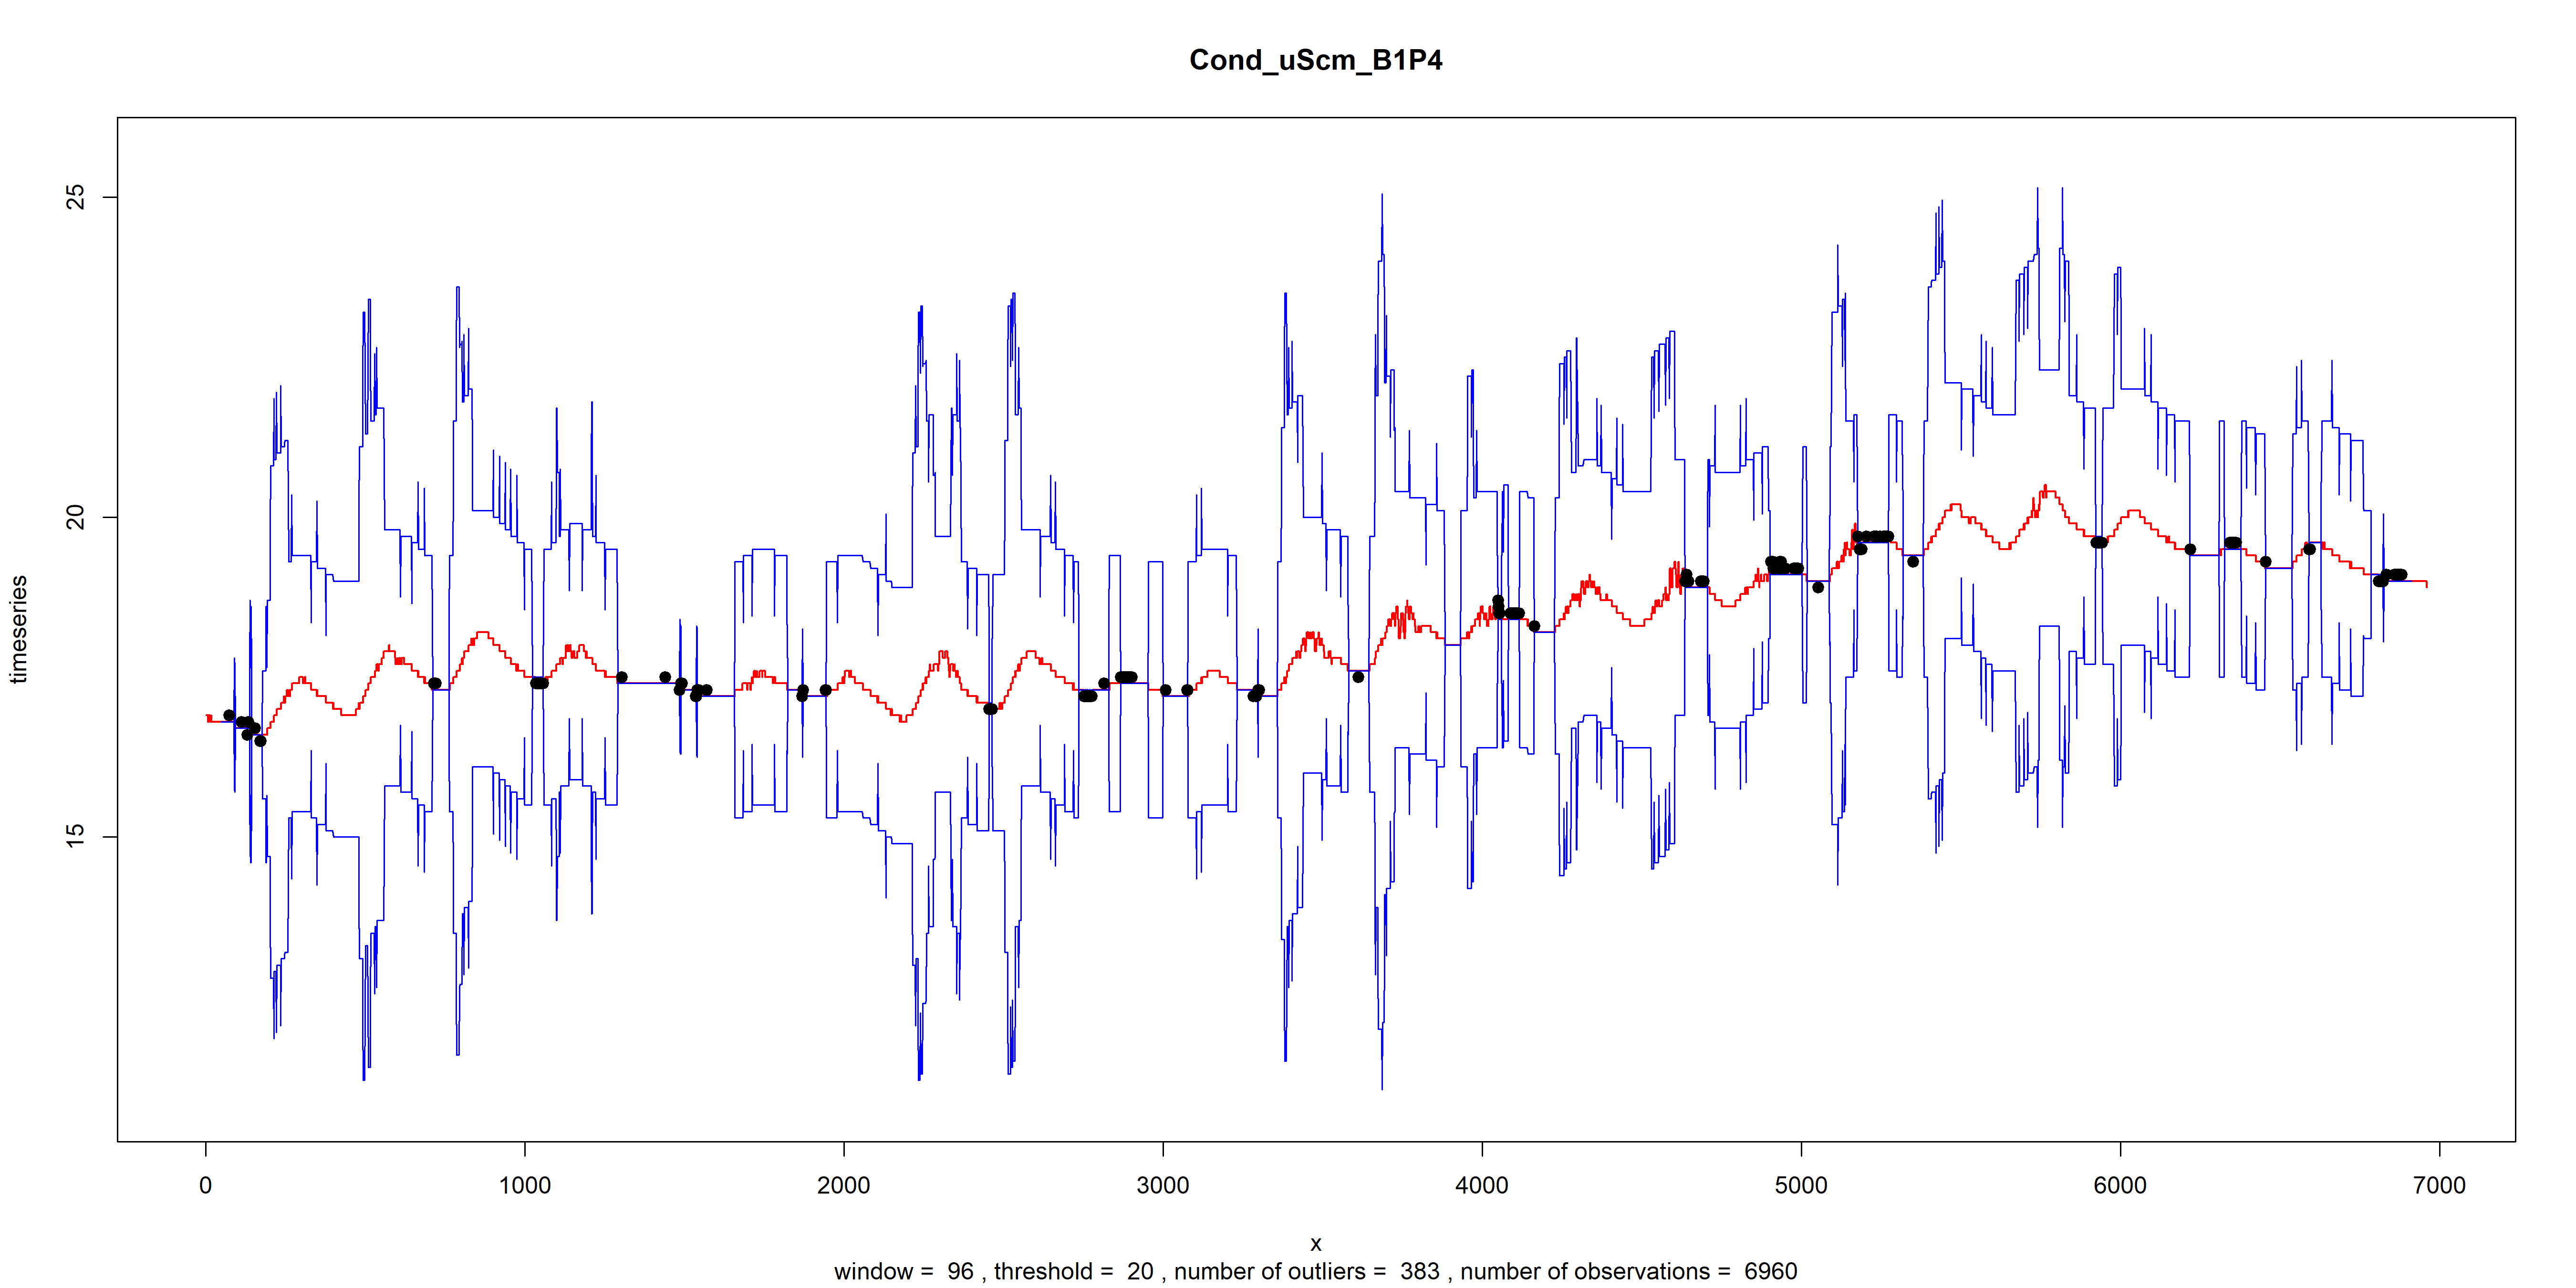 Cond_uScm_B1P4
25
20
15
timeseries
0 1000 2000 3000 4000 5000 6000 7000
x
window = 96 , threshold = 20 , number of outliers = 383 , number of observations = 6960